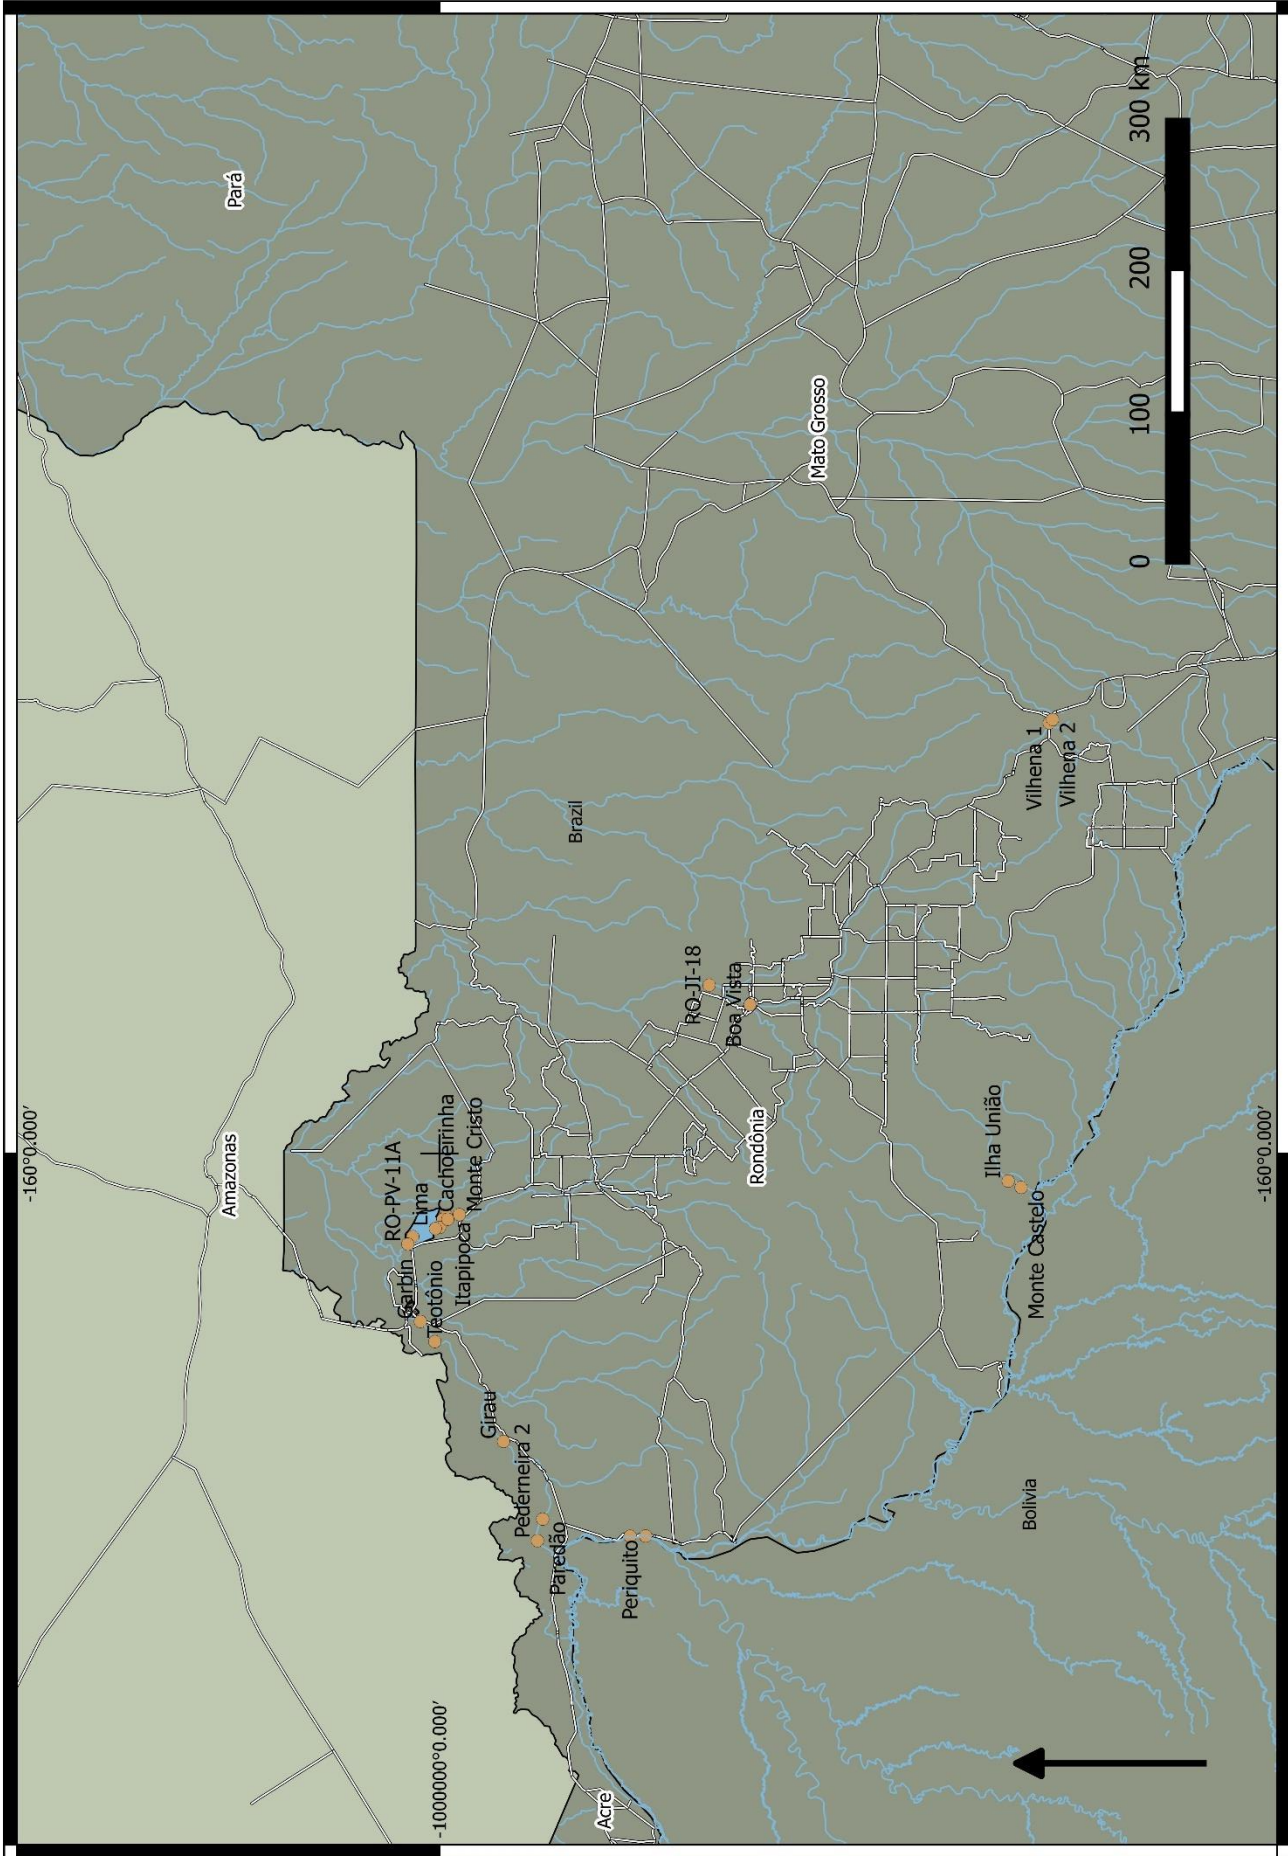 -160°0.000′
Pará
Amazonas
RO-PV-11A
Lima
Cachoeirinha
Monte Cristo
Garbin
Teotônio
Itapipoca
-1000000°0.000′
Girau
Pederneira 2
Paredão
Periquito
Acre
Brazil
RO-JI-18
Boa Vista
Rondônia
Mato Grosso
Vilhena 1
Vilhena 2
Ilha União
Monte Castelo
Bolivia
0 100 200 300 km
-160°0.000′